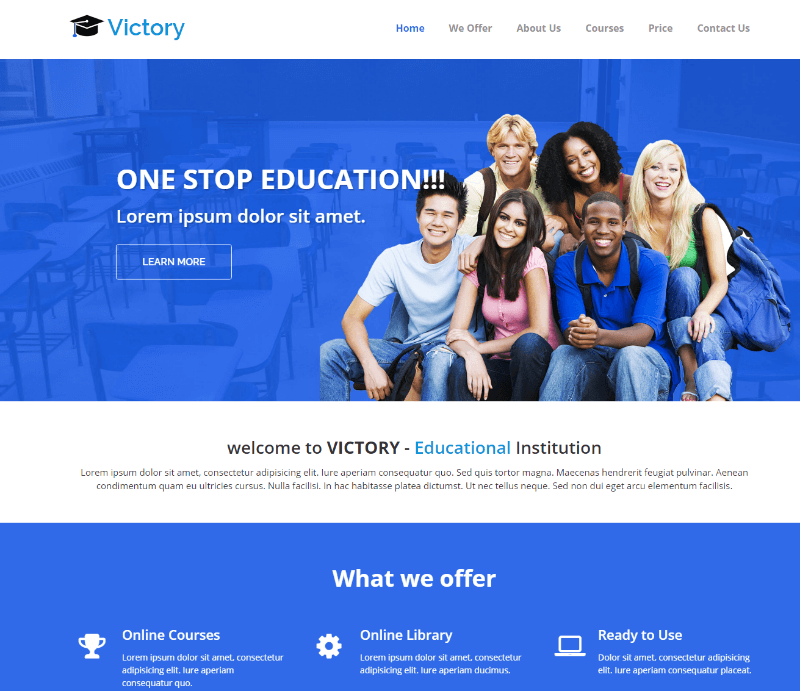 Victory
Home We Offer About Us Courses Price Contact Us
ONE STOP EDUCATION!!!
Lorem ipsum dolor sit amet.
LEARN MORE
welcome to VICTORY - Educational Institution
Lorem ipsum dolor sit amet, consectetur adipisicing elit. Iure aperiam consequatur quo. Sed quis tortor magna. Maecenas hendrerit feugiat pulvinar. Aenean
condimentum quam eu ultricies cursus. Nulla facilisi. In hac habitasse platea dictumst. Ut nec tellus neque. Sed non dui eget arcu elementum facilisis.
What we offer
Online Courses
Lorem ipsum dolor sit amet, consectetur
adipisicing elit. Iure aperiam
consequatur quo.
Online Library
Lorem ipsum dolor sit amet, consectetur
adipisicing elit. Iure aperiam ducimus.
Ready to Use
Dolor sit amet, consectetur adipisicing
elit. Iure aperiam consequatur placeat.